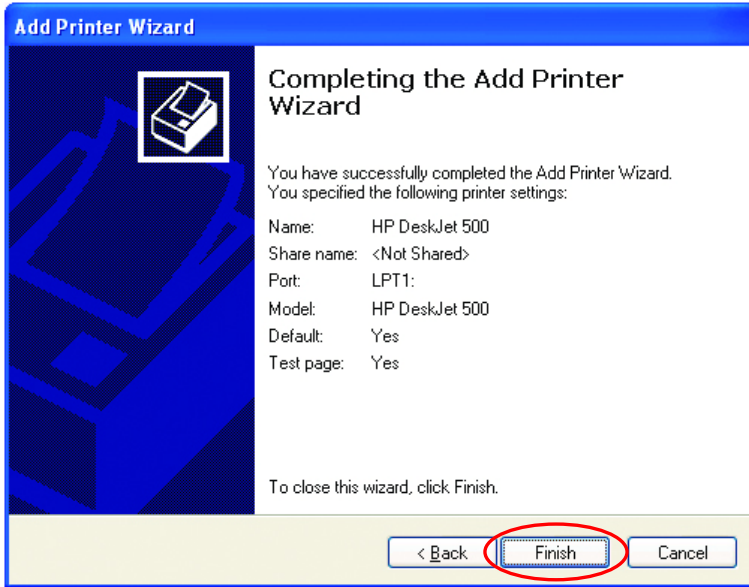 Add Printer Wizard
Completing the Add Printer
Wizard
You have successfully completed the Add Printer Wizard.
You specified the following printer settings:
Name: HP DeskJet 500
Share name: <Not Shared>
Port: LPT1:
Model: HP DeskJet 500
Default: Yes
Test page: Yes
To close this wizard, click Finish.
< Back Finish Cancel